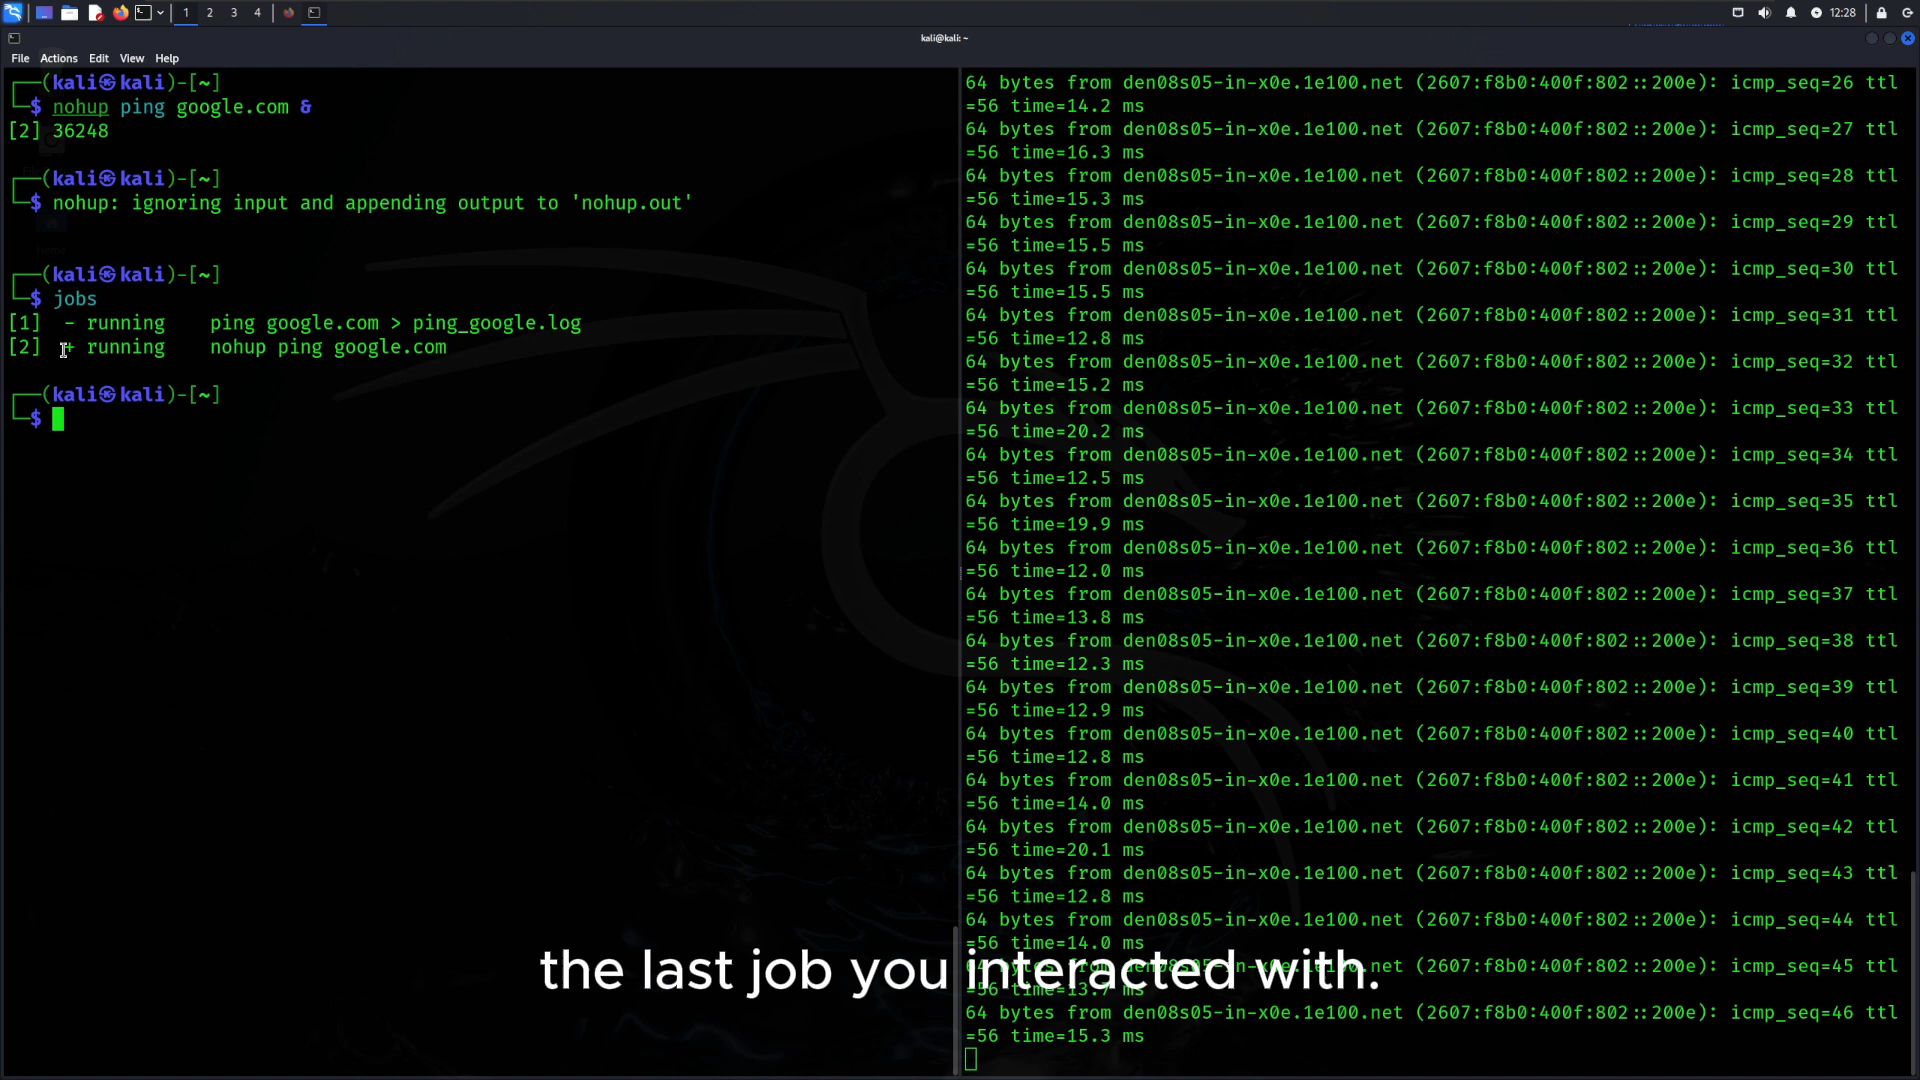 1 2 3 4
12:28
kali@kali: ~
File Actions Edit View Help
┌──(kali㉿kali)-[~]
└─$ nohup ping google.com &
[2] 36248
┌──(kali㉿kali)-[~]
└─$ nohup: ignoring input and appending output to 'nohup.out'
┌──(kali㉿kali)-[~]
└─$ jobs
[1]  - running    ping google.com > ping_google.log
[2]  + running    nohup ping google.com
┌──(kali㉿kali)-[~]
└─$
64 bytes from den08s05-in-x0e.1e100.net (2607:f8b0:400f:802::200e): icmp_seq=26 ttl
=56 time=14.2 ms
64 bytes from den08s05-in-x0e.1e100.net (2607:f8b0:400f:802::200e): icmp_seq=27 ttl
=56 time=16.3 ms
64 bytes from den08s05-in-x0e.1e100.net (2607:f8b0:400f:802::200e): icmp_seq=28 ttl
=56 time=15.3 ms
64 bytes from den08s05-in-x0e.1e100.net (2607:f8b0:400f:802::200e): icmp_seq=29 ttl
=56 time=15.5 ms
64 bytes from den08s05-in-x0e.1e100.net (2607:f8b0:400f:802::200e): icmp_seq=30 ttl
=56 time=15.5 ms
64 bytes from den08s05-in-x0e.1e100.net (2607:f8b0:400f:802::200e): icmp_seq=31 ttl
=56 time=12.8 ms
64 bytes from den08s05-in-x0e.1e100.net (2607:f8b0:400f:802::200e): icmp_seq=32 ttl
=56 time=15.2 ms
64 bytes from den08s05-in-x0e.1e100.net (2607:f8b0:400f:802::200e): icmp_seq=33 ttl
=56 time=20.2 ms
64 bytes from den08s05-in-x0e.1e100.net (2607:f8b0:400f:802::200e): icmp_seq=34 ttl
=56 time=12.5 ms
64 bytes from den08s05-in-x0e.1e100.net (2607:f8b0:400f:802::200e): icmp_seq=35 ttl
=56 time=19.9 ms
64 bytes from den08s05-in-x0e.1e100.net (2607:f8b0:400f:802::200e): icmp_seq=36 ttl
=56 time=12.0 ms
64 bytes from den08s05-in-x0e.1e100.net (2607:f8b0:400f:802::200e): icmp_seq=37 ttl
=56 time=13.8 ms
64 bytes from den08s05-in-x0e.1e100.net (2607:f8b0:400f:802::200e): icmp_seq=38 ttl
=56 time=12.3 ms
64 bytes from den08s05-in-x0e.1e100.net (2607:f8b0:400f:802::200e): icmp_seq=39 ttl
=56 time=12.9 ms
64 bytes from den08s05-in-x0e.1e100.net (2607:f8b0:400f:802::200e): icmp_seq=40 ttl
=56 time=12.8 ms
64 bytes from den08s05-in-x0e.1e100.net (2607:f8b0:400f:802::200e): icmp_seq=41 ttl
=56 time=14.0 ms
64 bytes from den08s05-in-x0e.1e100.net (2607:f8b0:400f:802::200e): icmp_seq=42 ttl
=56 time=20.1 ms
64 bytes from den08s05-in-x0e.1e100.net (2607:f8b0:400f:802::200e): icmp_seq=43 ttl
=56 time=12.8 ms
64 bytes from den08s05-in-x0e.1e100.net (2607:f8b0:400f:802::200e): icmp_seq=44 ttl
=56 time=14.0 ms
64 bytes from den08s05-in-x0e.1e100.net (2607:f8b0:400f:802::200e): icmp_seq=45 ttl
=56 time=13.7 ms
64 bytes from den08s05-in-x0e.1e100.net (2607:f8b0:400f:802::200e): icmp_seq=46 ttl
=56 time=15.3 ms
the last job you interacted with.